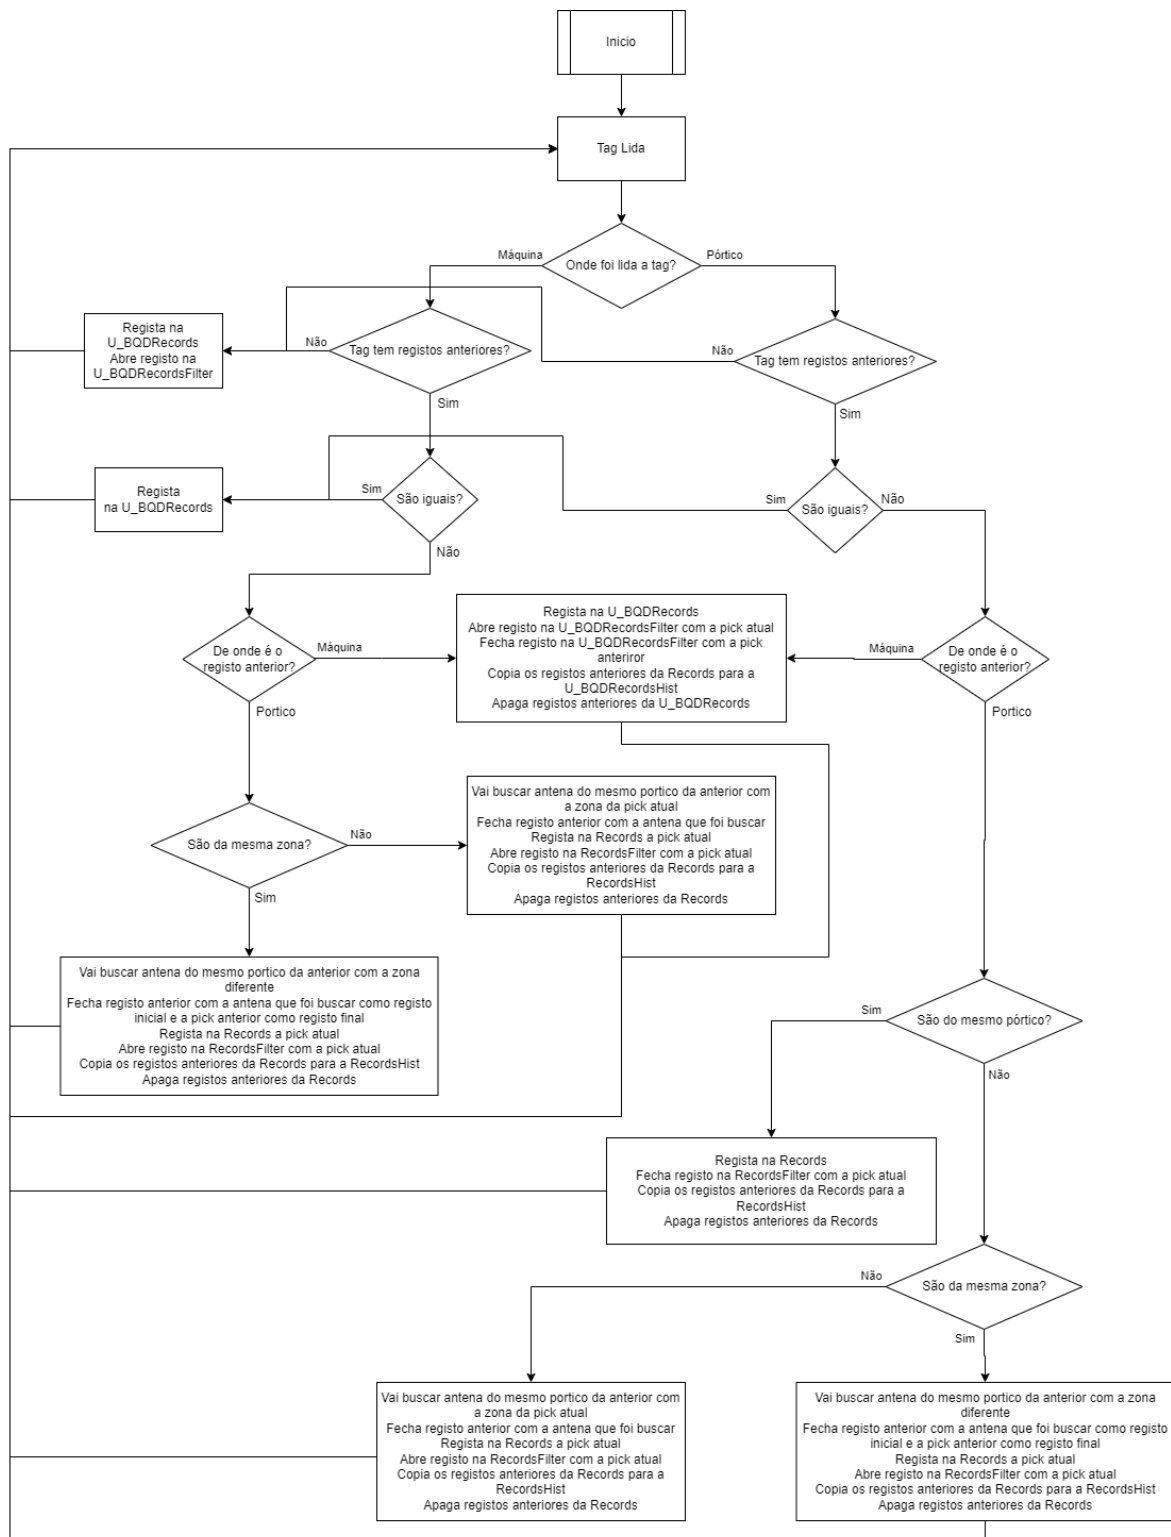 Inicio
Tag Lida
Onde foi lida a tag?
Máquina
Pórtico
Regista na
U_BQDRecords
Abre registo na
U_BQDRecordsFilter
Não
Tag tem registos anteriores?
Sim
Não
Tag tem registos anteriores?
Sim
Regista
na U_BQDRecords
Sim
São iguais?
Não
Sim
São iguais?
Não
De onde é o
registo anterior?
Máquina
Portico
Regista na U_BQDRecords
Abre registo na U_BQDRecordsFilter com a pick atual
Fecha registo na U_BQDRecordsFilter com a pick
anteriror
Copia os registos anteriores da Records para a
U_BQDRecordsHist
Apaga registos anteriores da U_BQDRecords
Máquina
De onde é o
registo anterior?
Portico
São da mesma zona?
Não
Sim
Vai buscar antena do mesmo portico da anterior com
a zona da pick atual
Fecha registo anterior com a antena que foi buscar
Regista na Records a pick atual
Abre registo na RecordsFilter com a pick atual
Copia os registos anteriores da Records para a
RecordsHist
Apaga registos anteriores da Records
Vai buscar antena do mesmo portico da anterior com a zona
diferente
Fecha registo anterior com a antena que foi buscar como registo
inicial e a pick anterior como registo final
Regista na Records a pick atual
Abre registo na RecordsFilter com a pick atual
Copia os registos anteriores da Records para a RecordsHist
Apaga registos anteriores da Records
Sim
São do mesmo pórtico?
Não
Regista na Records
Fecha registo na RecordsFilter com a pick atual
Copia os registos anteriores da Records para a
RecordsHist
Apaga registos anteriores da Records
Não
São da mesma zona?
Sim
Vai buscar antena do mesmo portico da anterior com
a zona da pick atual
Fecha registo anterior com a antena que foi buscar
Regista na Records a pick atual
Abre registo na RecordsFilter com a pick atual
Copia os registos anteriores da Records para a
RecordsHist
Apaga registos anteriores da Records
Vai buscar antena do mesmo portico da anterior com a zona
diferente
Fecha registo anterior com a antena que foi buscar como registo
inicial e a pick anterior como registo final
Regista na Records a pick atual
Abre registo na RecordsFilter com a pick atual
Copia os registos anteriores da Records para a RecordsHist
Apaga registos anteriores da Records